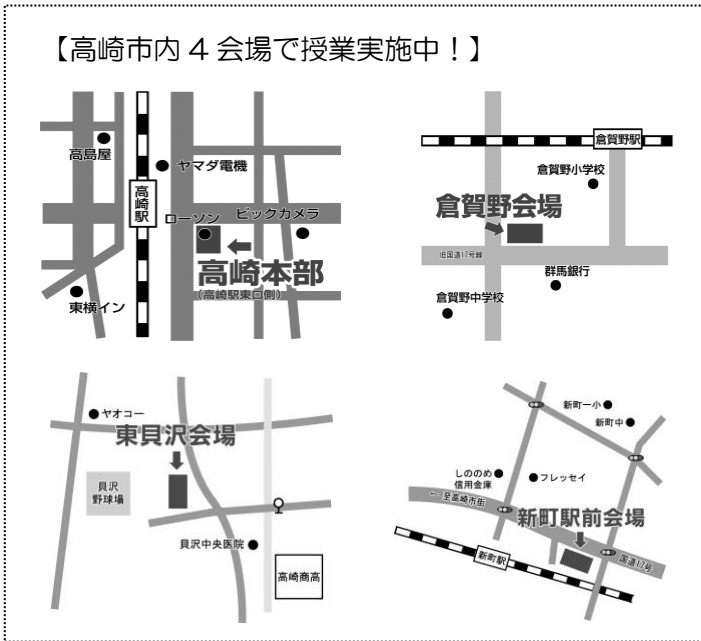 【高崎市内 4 会場で授業実施中！】
高島屋
ヤマダ電機
高崎駅
ローソン
ビックカメラ
高崎本部
（高崎駅東口側）
東横イン
倉賀野駅
倉賀野小学校
倉賀野会場
旧国道17号線
群馬銀行
倉賀野中学校
ヤオコー
東貝沢会場
貝沢
野球場
貝沢中央医院
高崎商高
新町一小
新町中
しののめ
信用金庫
フレッセイ
← 至高崎市街
新町駅前会場
新町駅
国道17号